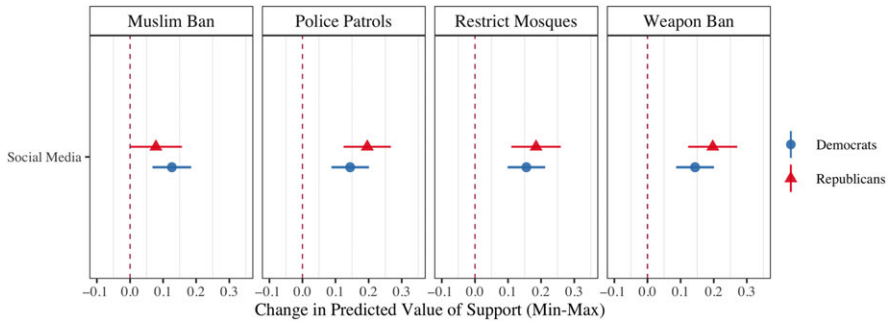 Muslim Ban
Police Patrols
Restrict Mosques
Weapon Ban
Social Media
Democrats
Republicans
−0.1 0.0 0.1 0.2 0.3 −0.1 0.0 0.1 0.2 0.3 −0.1 0.0 0.1 0.2 0.3 −0.1 0.0 0.1 0.2 0.3
Change in Predicted Value of Support (Min-Max)